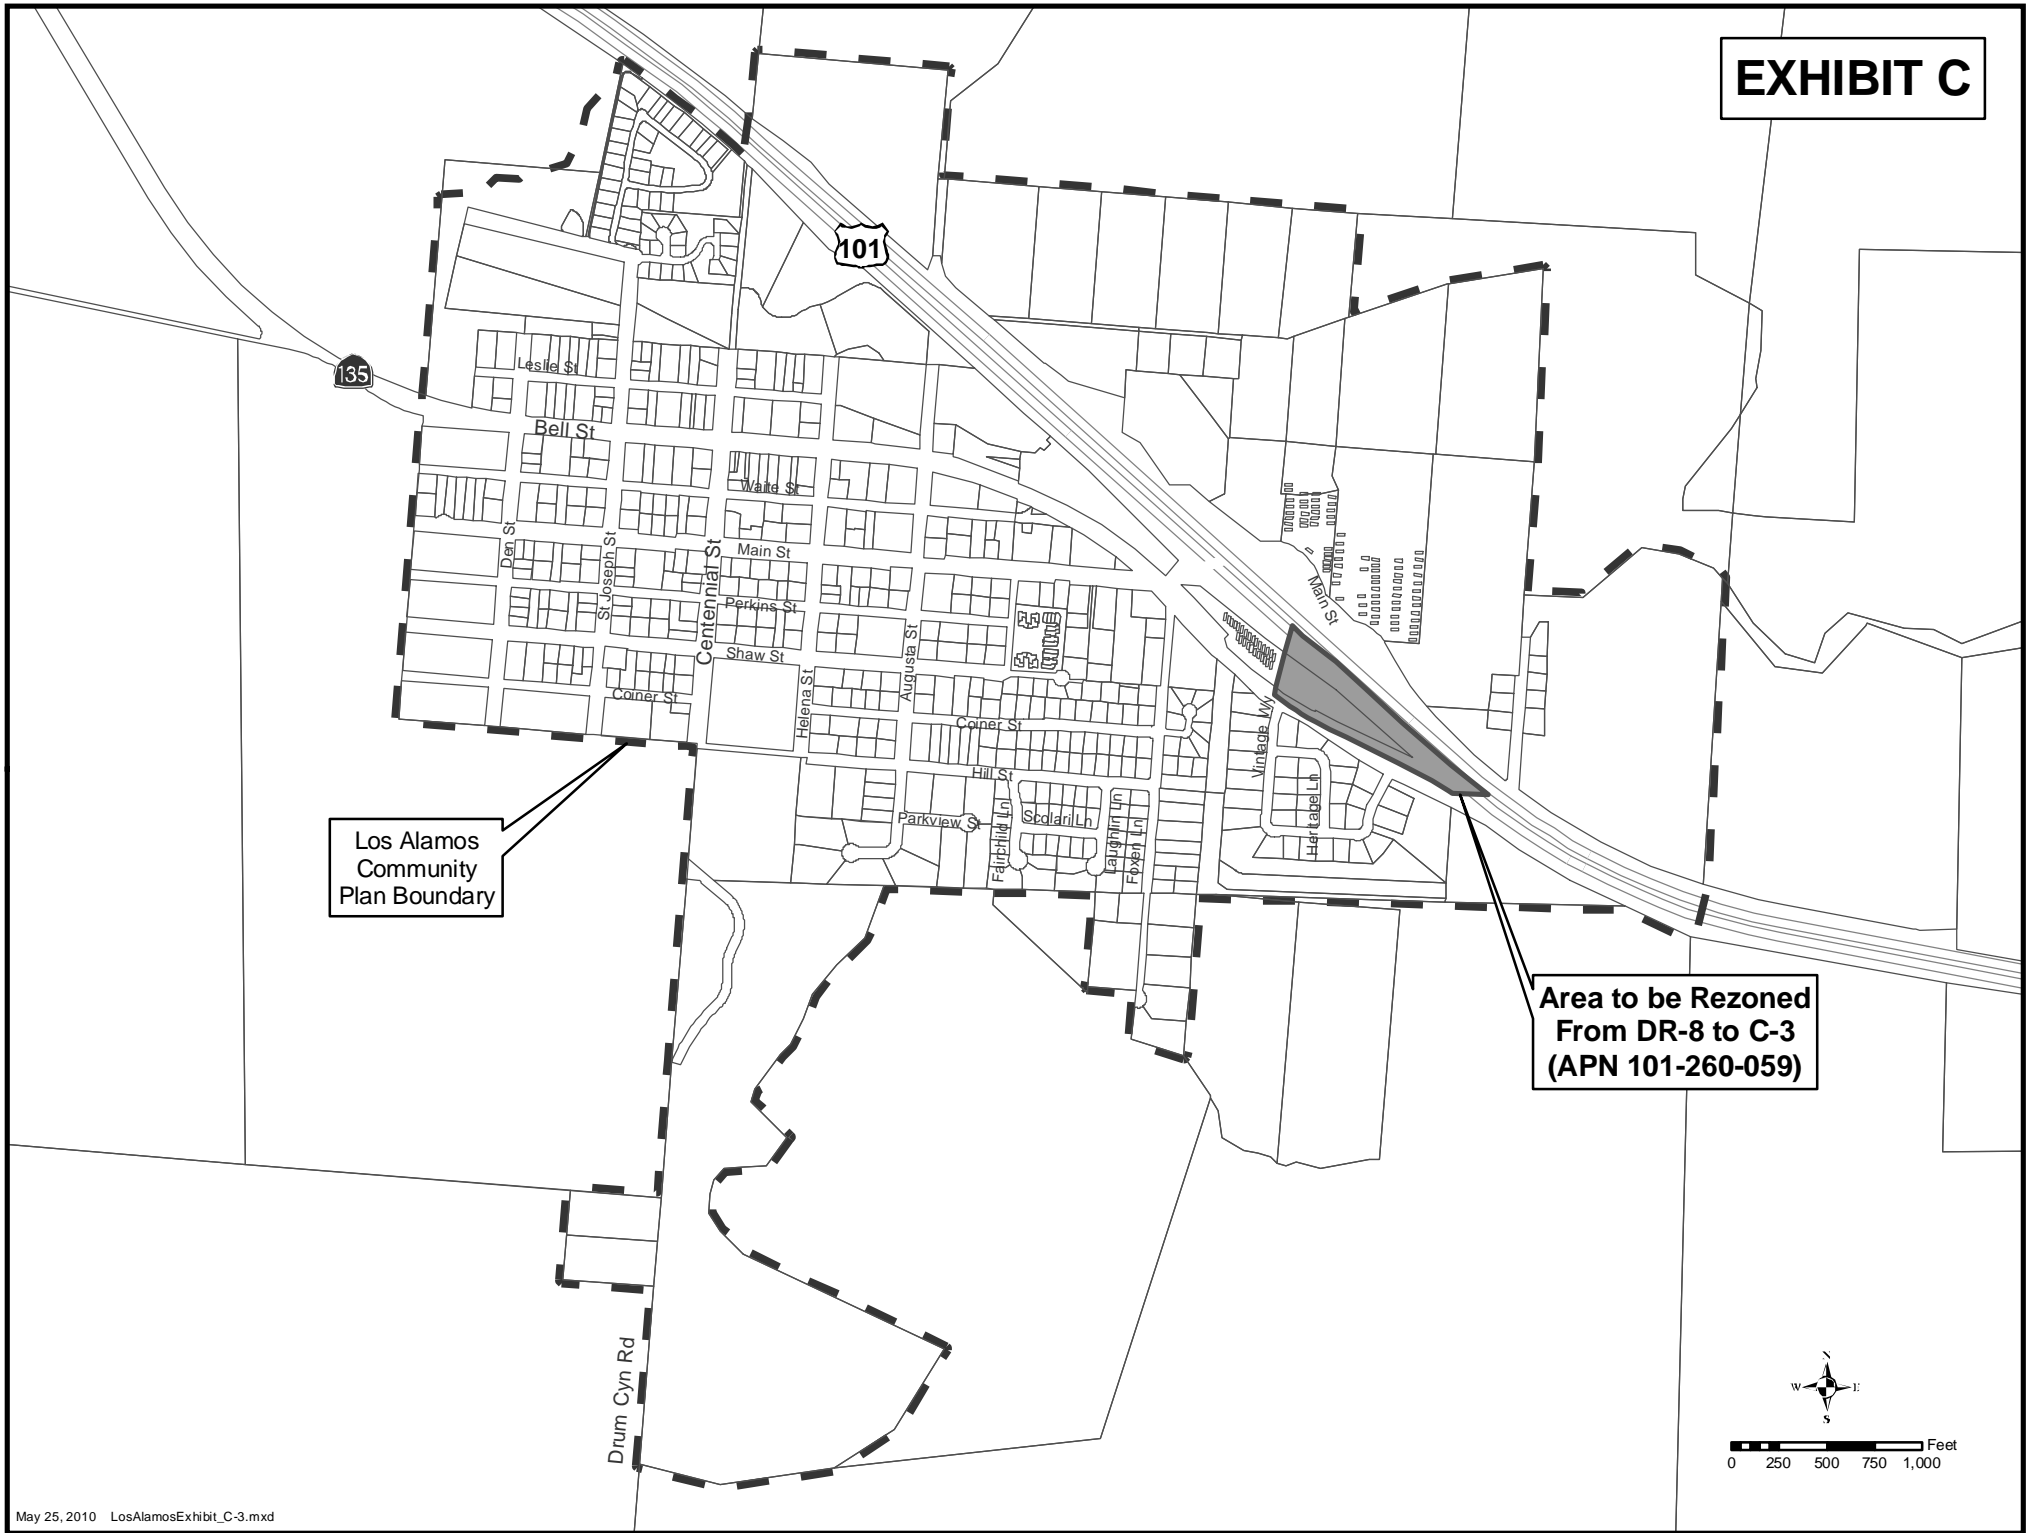 EXHIBIT C
101
135
Leslie St
Bell St
Waite St
Den St
St Joseph St
Centennial St
Main St
Perkins St
Shaw St
Coiner St
Helena St
Augusta St
Main St
Coiner St
Hill St
Vintage Wy
Heritage Ln
Parkview St
Fairchild Ln
Scolari Ln
Laughlin Ln
Foxen Ln
Los Alamos
Community
Plan Boundary
Area to be Rezoned
From DR-8 to C-3
(APN 101-260-059)
Drum Cyn Rd
N
W
E
S
Feet
0 250 500 750 1,000
May 25, 2010 LosAlamosExhibit_C-3.mxd